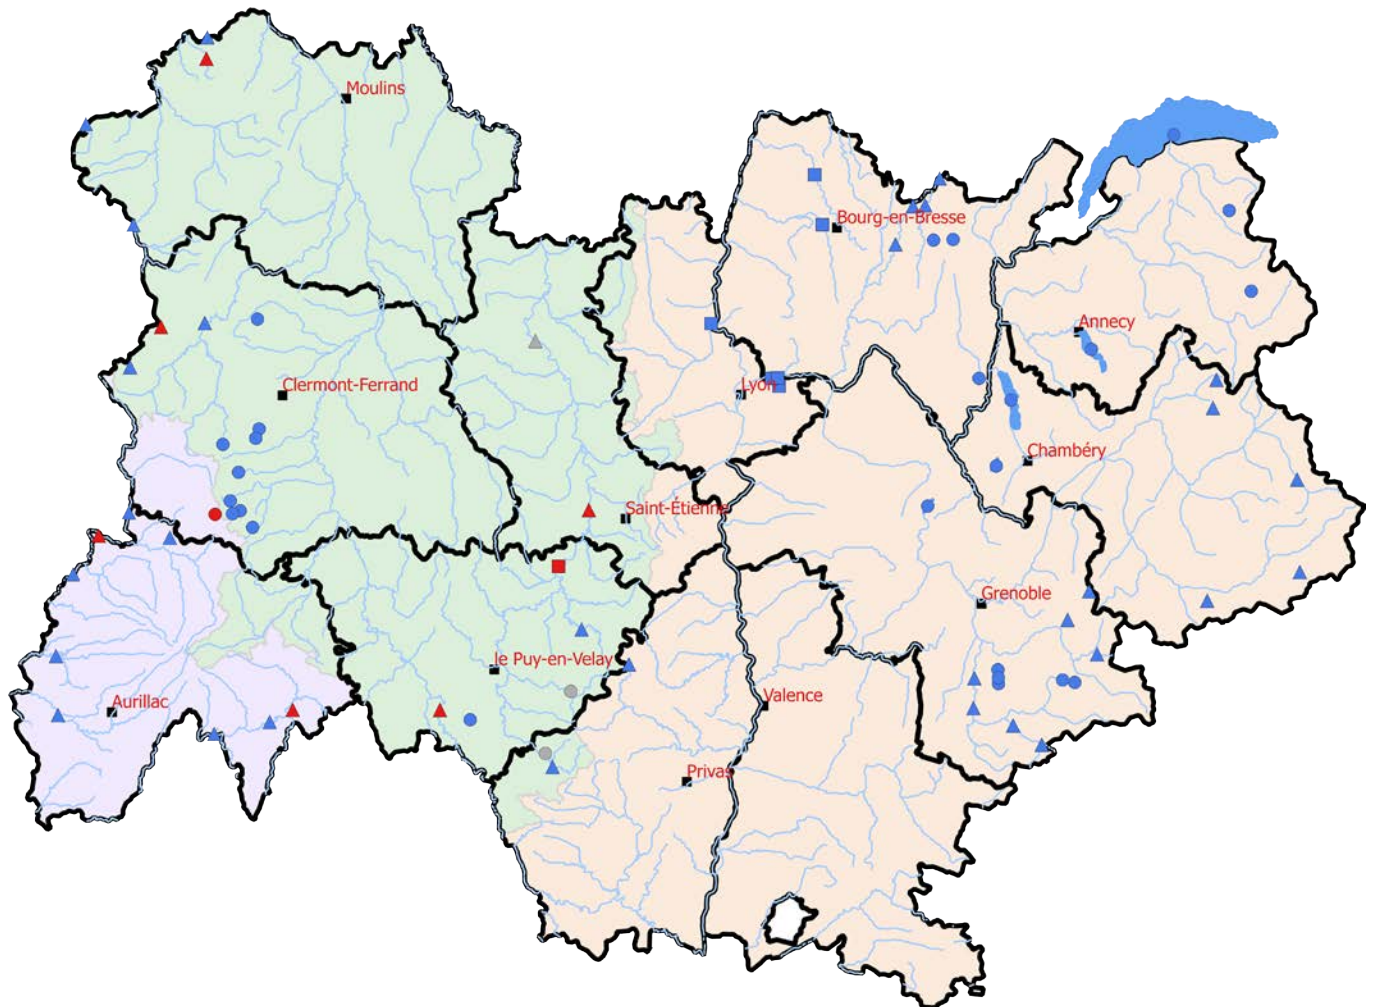 Moulins
Bourg-en-Bresse
Annecy
Clermont-Ferrand
Lyon
Chambéry
Saint-Étienne
Grenoble
le Puy-en-Velay
Aurillac
Valence
Privas